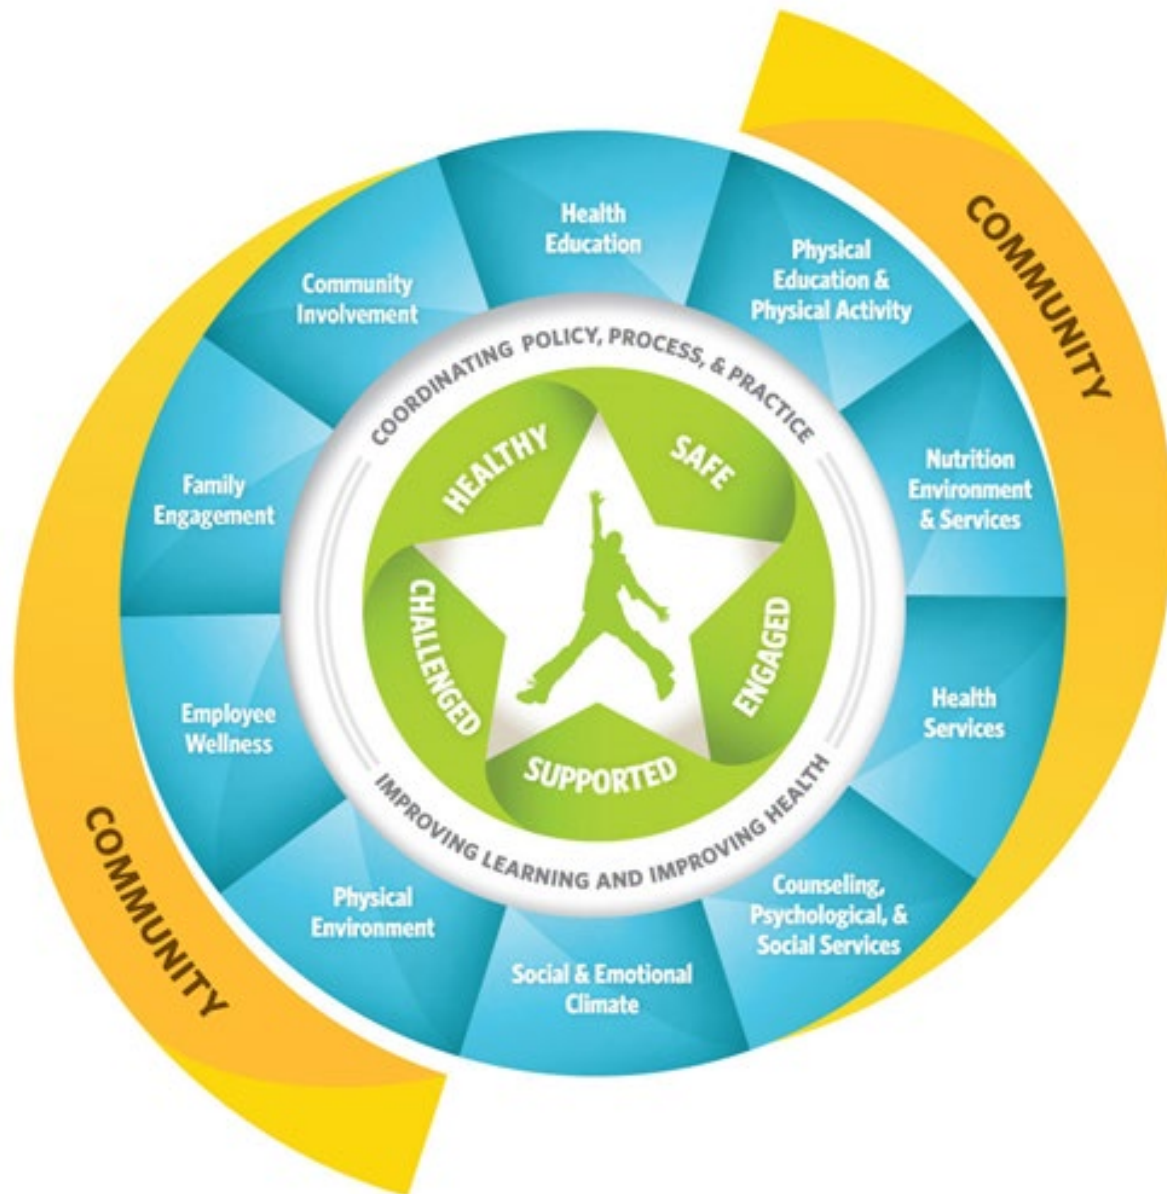 COMMUNITY
Health
Education
Physical
Education &
Physical Activity
Nutrition
Environment
& Services
Health
Services
Counseling,
Psychological, &
Social Services
Social & Emotional
Climate
Physical
Environment
Employee
Wellness
Family
Engagement
Community
Involvement
COORDINATING POLICY, PROCESS, & PRACTICE
IMPROVING LEARNING AND IMPROVING HEALTH
HEALTHY
SAFE
ENGAGED
SUPPORTED
CHALLENGED
COMMUNITY